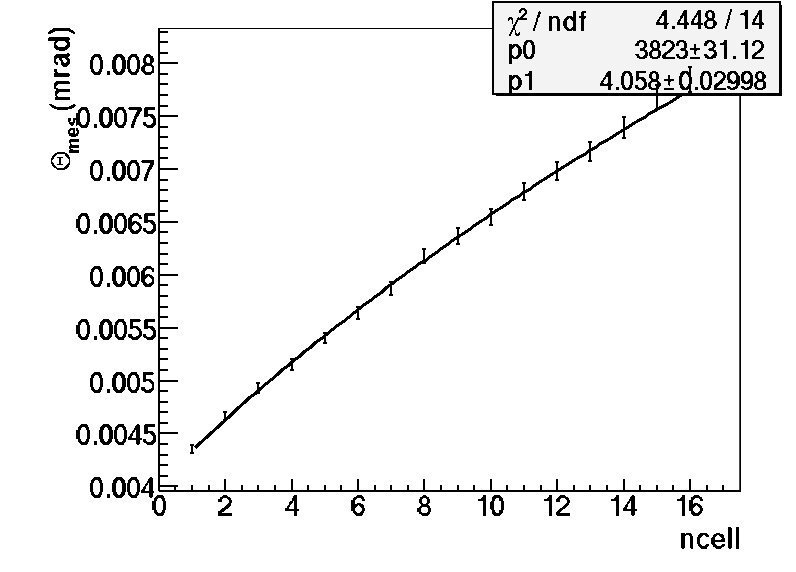 χ² / ndf 4.448 / 14
p0 3823±31.12
p1 4.058±0.02998
Θmes (mrad)
0.008
0.0075
0.007
0.0065
0.006
0.0055
0.005
0.0045
0.004
0 2 4 6 8 10 12 14 16
ncell